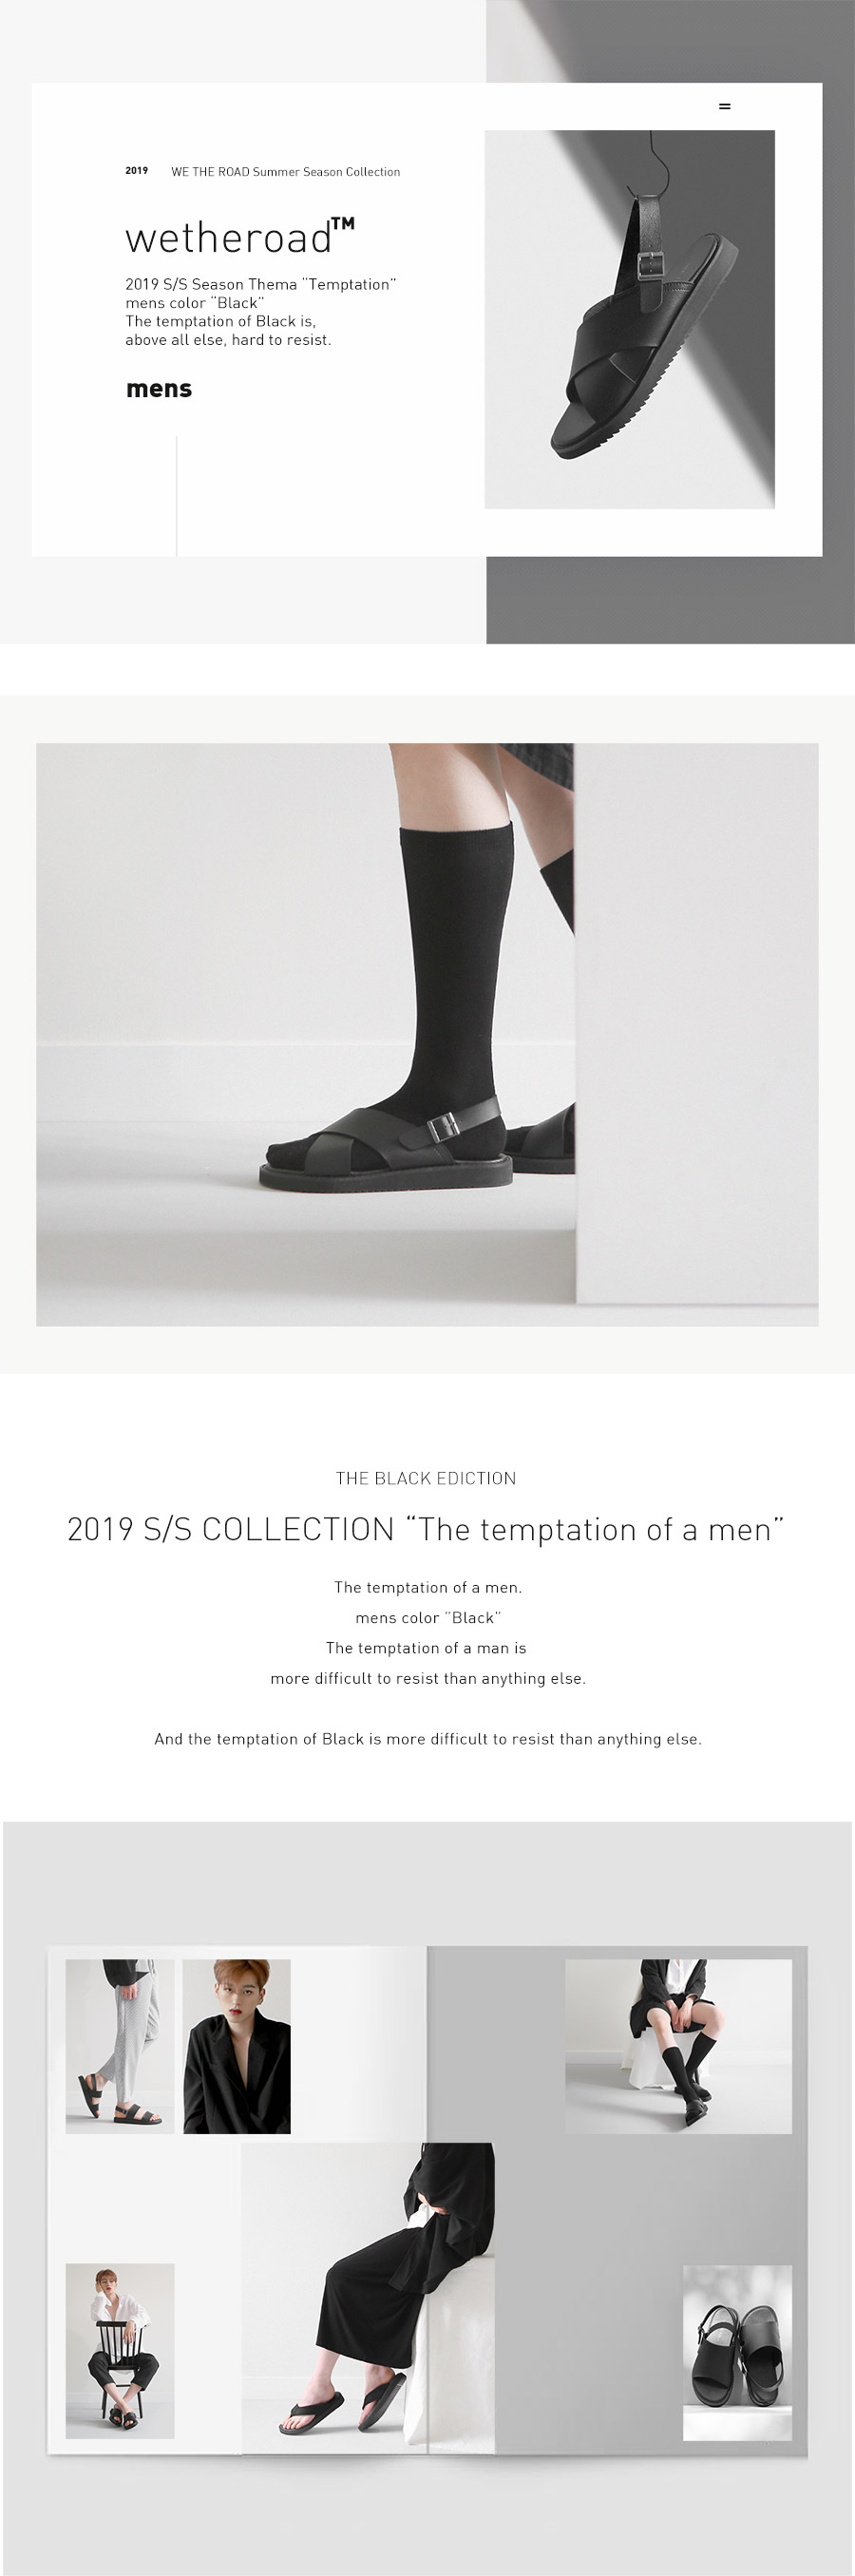 2019 WE THE ROAD Summer Season Collection
wetheroad™
2019 S/S Season Thema “Temptation”
mens color “Black”
The temptation of Black is,
above all else, hard to resist.
mens
THE BLACK EDICTION
2019 S/S COLLECTION “The temptation of a men”
The temptation of a men.
mens color “Black”
The temptation of a man is
more difficult to resist than anything else.
And the temptation of Black is more difficult to resist than anything else.